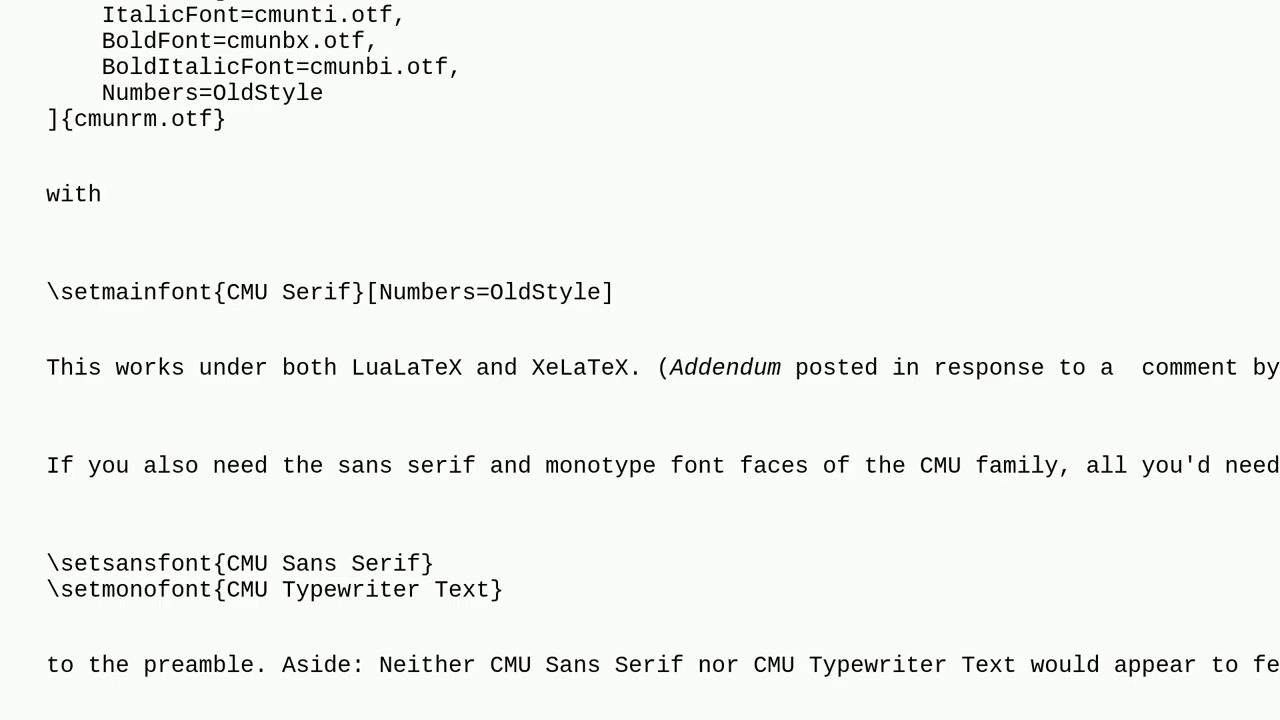 ItalicFont=cmunti.otf,
BoldFont=cmunbx.otf,
BoldItalicFont=cmunbi.otf,
Numbers=OldStyle
]{cmunrm.otf}
with
\setmainfont{CMU Serif}[Numbers=OldStyle]
This works under both LuaLaTeX and XeLaTeX. (Addendum posted in response to a  comment by
If you also need the sans serif and monotype font faces of the CMU family, all you'd need
\setsansfont{CMU Sans Serif}
\setmonofont{CMU Typewriter Text}
to the preamble. Aside: Neither CMU Sans Serif nor CMU Typewriter Text would appear to fe